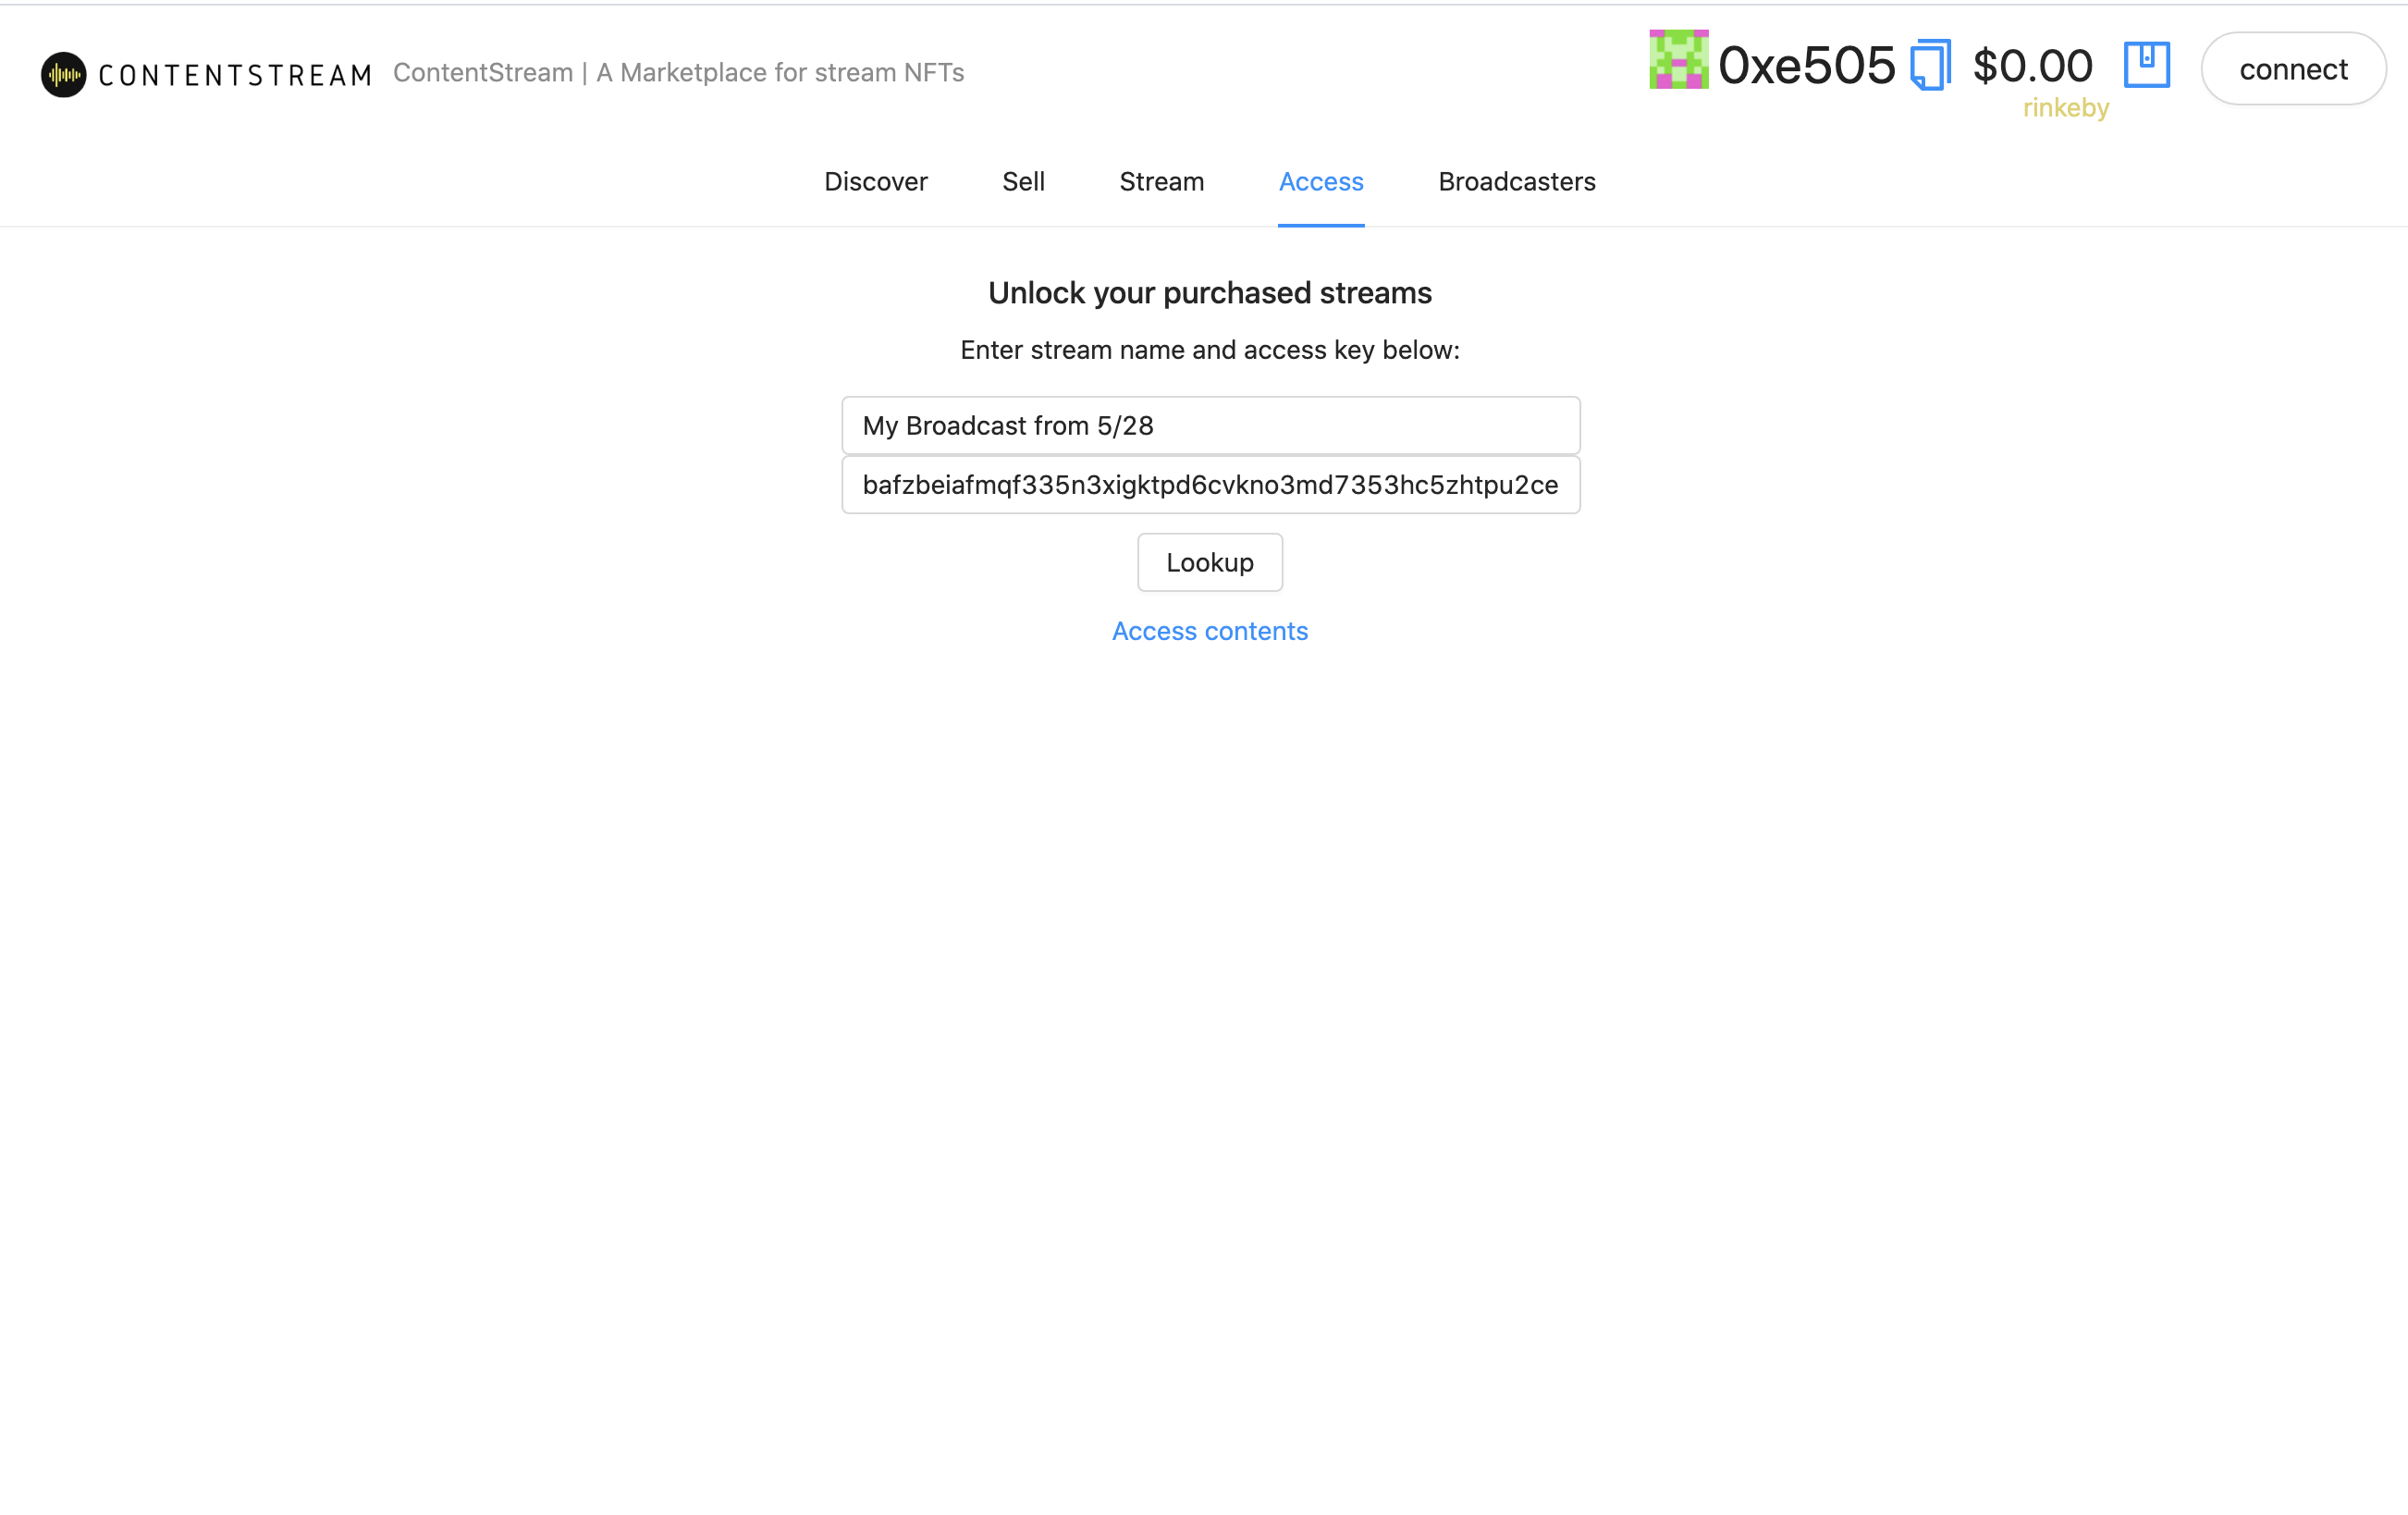 CONTENTSTREAM ContentStream | A Marketplace for stream NFTs 0xe505 $0.00 connect
rinkeby
Discover Sell Stream Access Broadcasters
Unlock your purchased streams
Enter stream name and access key below:
My Broadcast from 5/28
bafzbeiafmqf335n3xigktpd6cvkno3md7353hc5zhtpu2ce
Lookup
Access contents